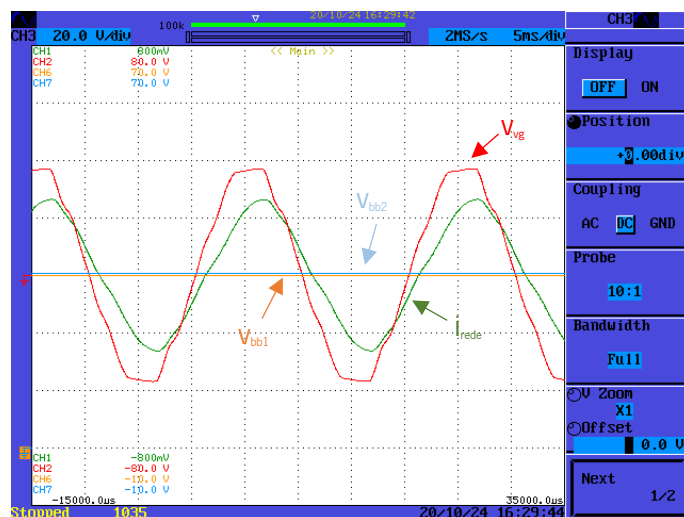 20/10/24 16:29:42
CH3
100k
CH3 20.0 V/div
2MS/s 5ms/div
<< Main >>
CH1 800mV
CH2 80.0 V
CH6 70.0 V
CH7 70.0 V
Display
OFF ON
Position
+0.00div
Coupling
AC DC GND
Probe
10:1
Bandwidth
Full
V Zoom
X1
Offset
0.0 V
Next
1/2
Vvg
Vbb2
Vbb1
irede
CH1 -800mV
CH2 -80.0 V
CH6 -10.0 V
CH7 -10.0 V
-15000.0us 35000.0us
Stopped 1035 20/10/24 16:29:44